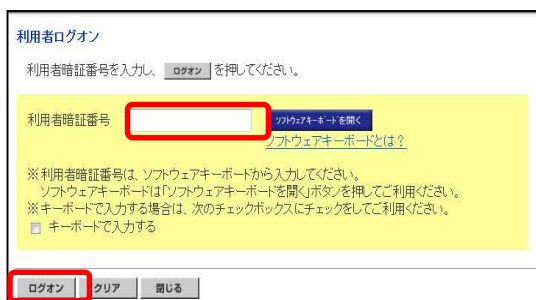 利用者ログオン
利用者暗証番号を入力し、 ログオン を押してください。
利用者暗証番号 ソフトウェアキーボードを開く
ソフトウェアキーボードとは？
※利用者暗証番号は、ソフトウェアキーボードから入力してください。
ソフトウェアキーボードは「ソフトウェアキーボードを開く」ボタンを押してご利用ください。
※キーボードで入力する場合は、次のチェックボックスにチェックをしてご利用ください。
キーボードで入力する
ログオン クリア 閉じる